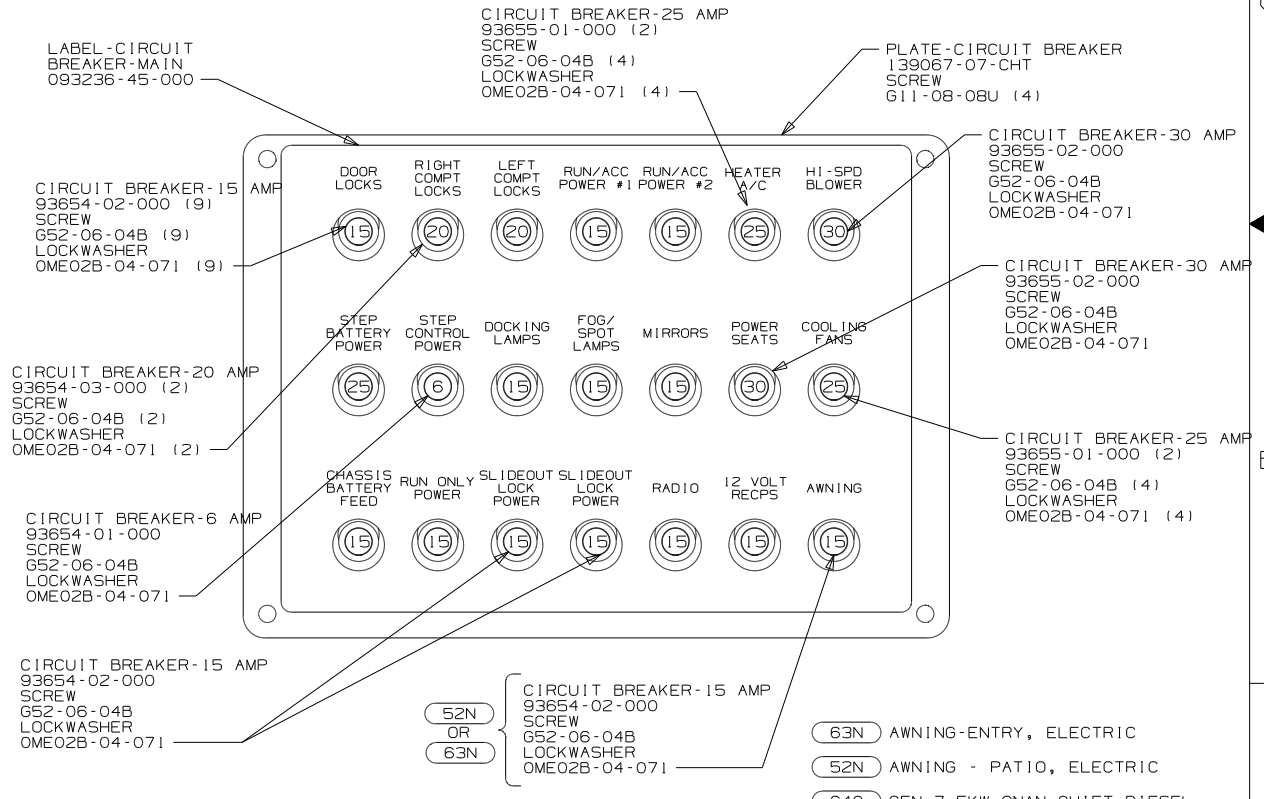 CIRCUIT BREAKER-25 AMP
93655-01-000 (2)
SCREW
G52-06-04B (4)
LOCKWASHER
OME02B-04-071 (4)
LABEL-CIRCUIT
BREAKER-MAIN
093236-45-000
PLATE-CIRCUIT BREAKER
139067-07-CHT
SCREW
G11-08-08U (4)
CIRCUIT BREAKER-30 AMP
93655-02-000
SCREW
G52-06-04B
LOCKWASHER
OME02B-04-071
CIRCUIT BREAKER-15 AMP
93654-02-000 (9)
SCREW
G52-06-04B (9)
LOCKWASHER
OME02B-04-071 (9)
DOOR
LOCKS
RIGHT
COMPT
LOCKS
LEFT
COMPT
LOCKS
RUN/ACC
POWER #1
RUN/ACC
POWER #2
HEATER
A/C
HI-SPD
BLOWER
15 20 20 15 15 25 30
CIRCUIT BREAKER-30 AMP
93655-02-000
SCREW
G52-06-04B
LOCKWASHER
OME02B-04-071
STEP
BATTERY
POWER
STEP
CONTROL
POWER
DOCKING
LAMPS
FOG/
SPOT
LAMPS
MIRRORS
POWER
SEATS
COOLING
FANS
25 6 15 15 15 30 25
CIRCUIT BREAKER-20 AMP
93654-03-000 (2)
SCREW
G52-06-04B (2)
LOCKWASHER
OME02B-04-071 (2)
CIRCUIT BREAKER-25 AMP
93655-01-000 (2)
SCREW
G52-06-04B (4)
LOCKWASHER
OME02B-04-071 (4)
CHASSIS
BATTERY
FEED
RUN ONLY
POWER
SLIDEOUT
LOCK
POWER
SLIDEOUT
LOCK
POWER
RADIO
12 VOLT
RECPS
AWNING
15 15 15 15 15 15 15
CIRCUIT BREAKER-6 AMP
93654-01-000
SCREW
G52-06-04B
LOCKWASHER
OME02B-04-071
CIRCUIT BREAKER-15 AMP
93654-02-000
SCREW
G52-06-04B
LOCKWASHER
OME02B-04-071
52N
OR
63N
CIRCUIT BREAKER-15 AMP
93654-02-000
SCREW
G52-06-04B
LOCKWASHER
OME02B-04-071
63N AWNING-ENTRY, ELECTRIC
52N AWNING - PATIO, ELECTRIC